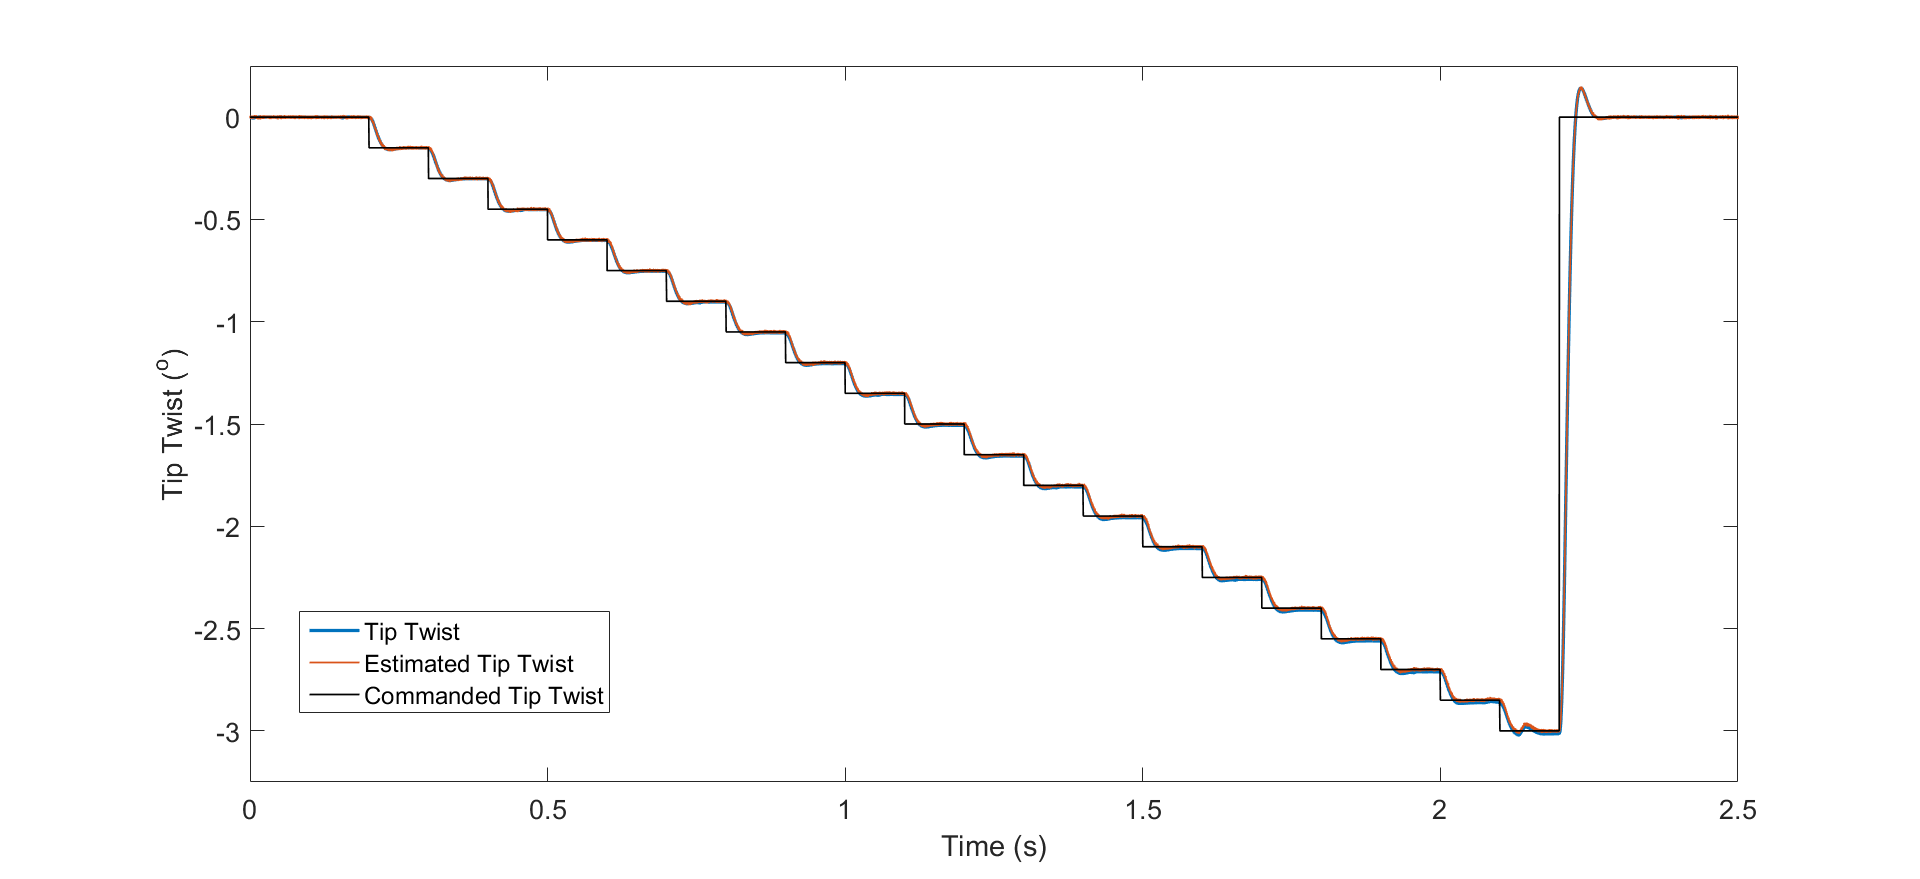 0
-0.5
-1
-1.5
-2
-2.5
-3
Tip Twist (o)
Tip Twist
Estimated Tip Twist
Commanded Tip Twist
0 0.5 1 1.5 2 2.5
Time (s)